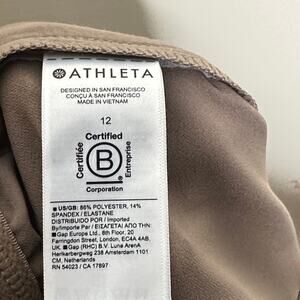 ATHLETA
DESIGNED IN SAN FRANCISCO
CONÇU À SAN FRANCISCO
MADE IN VIETNAM
12
Certified
Certifiée
B
Entreprise
Corporation
US/GB: 86% POLYESTER, 14%
SPANDEX / ELASTANE
DISTRIBUIDO POR / Imported
By/Importe Par / ΕΙΣΑΓΕΤΑΙ ΑΠΟ ΤΗΝ:
Gap Europe Ltd., 8th Floor, 20
Farringdon Street, London, EC4A 4AB,
UK. Gap (RHC) B.V. Luna ArenA
Herikerbergweg 238 Amsterdam 1101
CM, Netherlands
RN 54023 / CA 17897